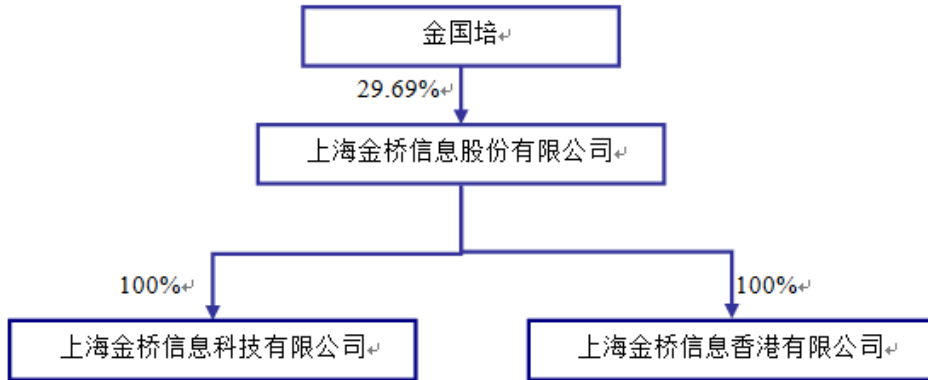 金国培
29.69%
上海金桥信息股份有限公司
100%
100%
上海金桥信息科技有限公司
上海金桥信息香港有限公司